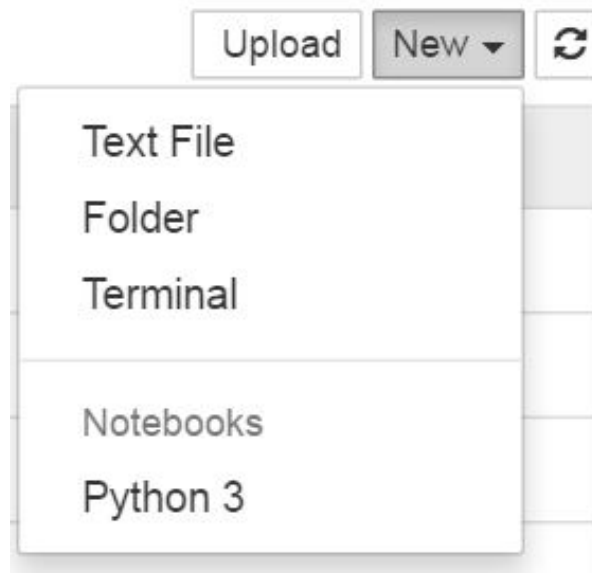 Upload New
Text File
Folder
Terminal
Notebooks
Python 3